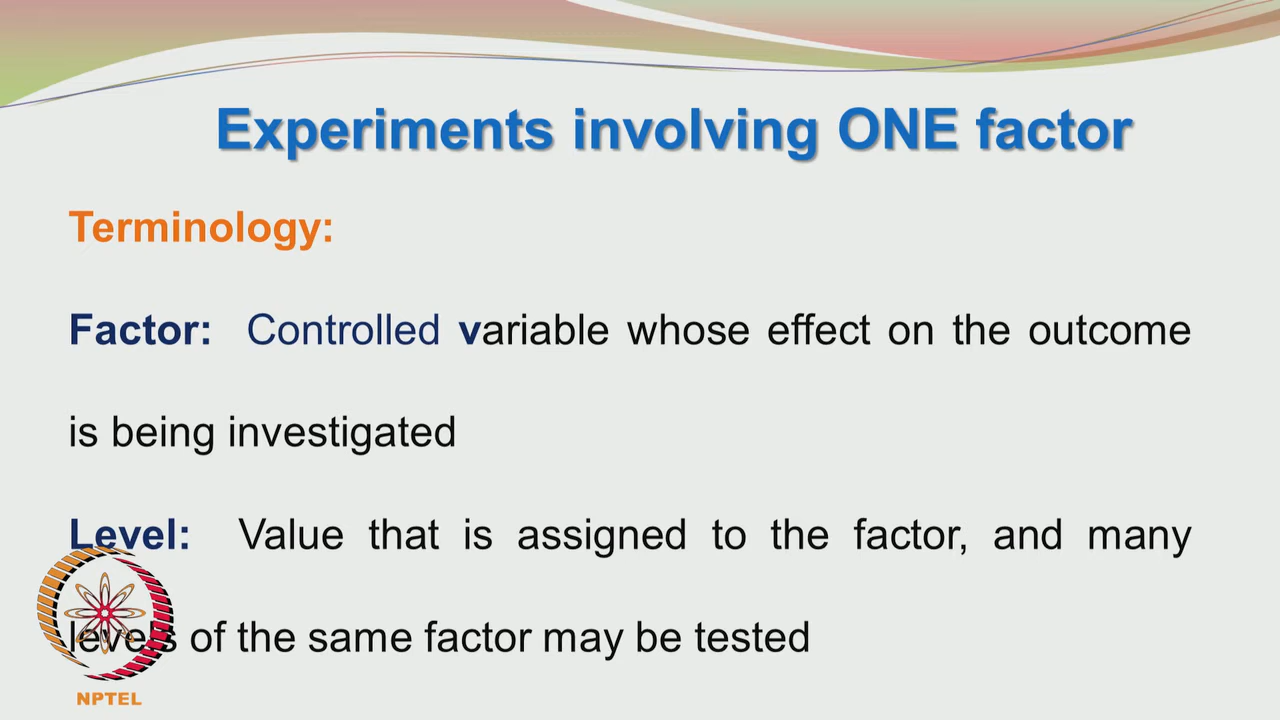 Experiments involving ONE factor
Terminology:
Factor: Controlled variable whose effect on the outcome
is being investigated
Level: Value that is assigned to the factor, and many
levels of the same factor may be tested
NPTEL